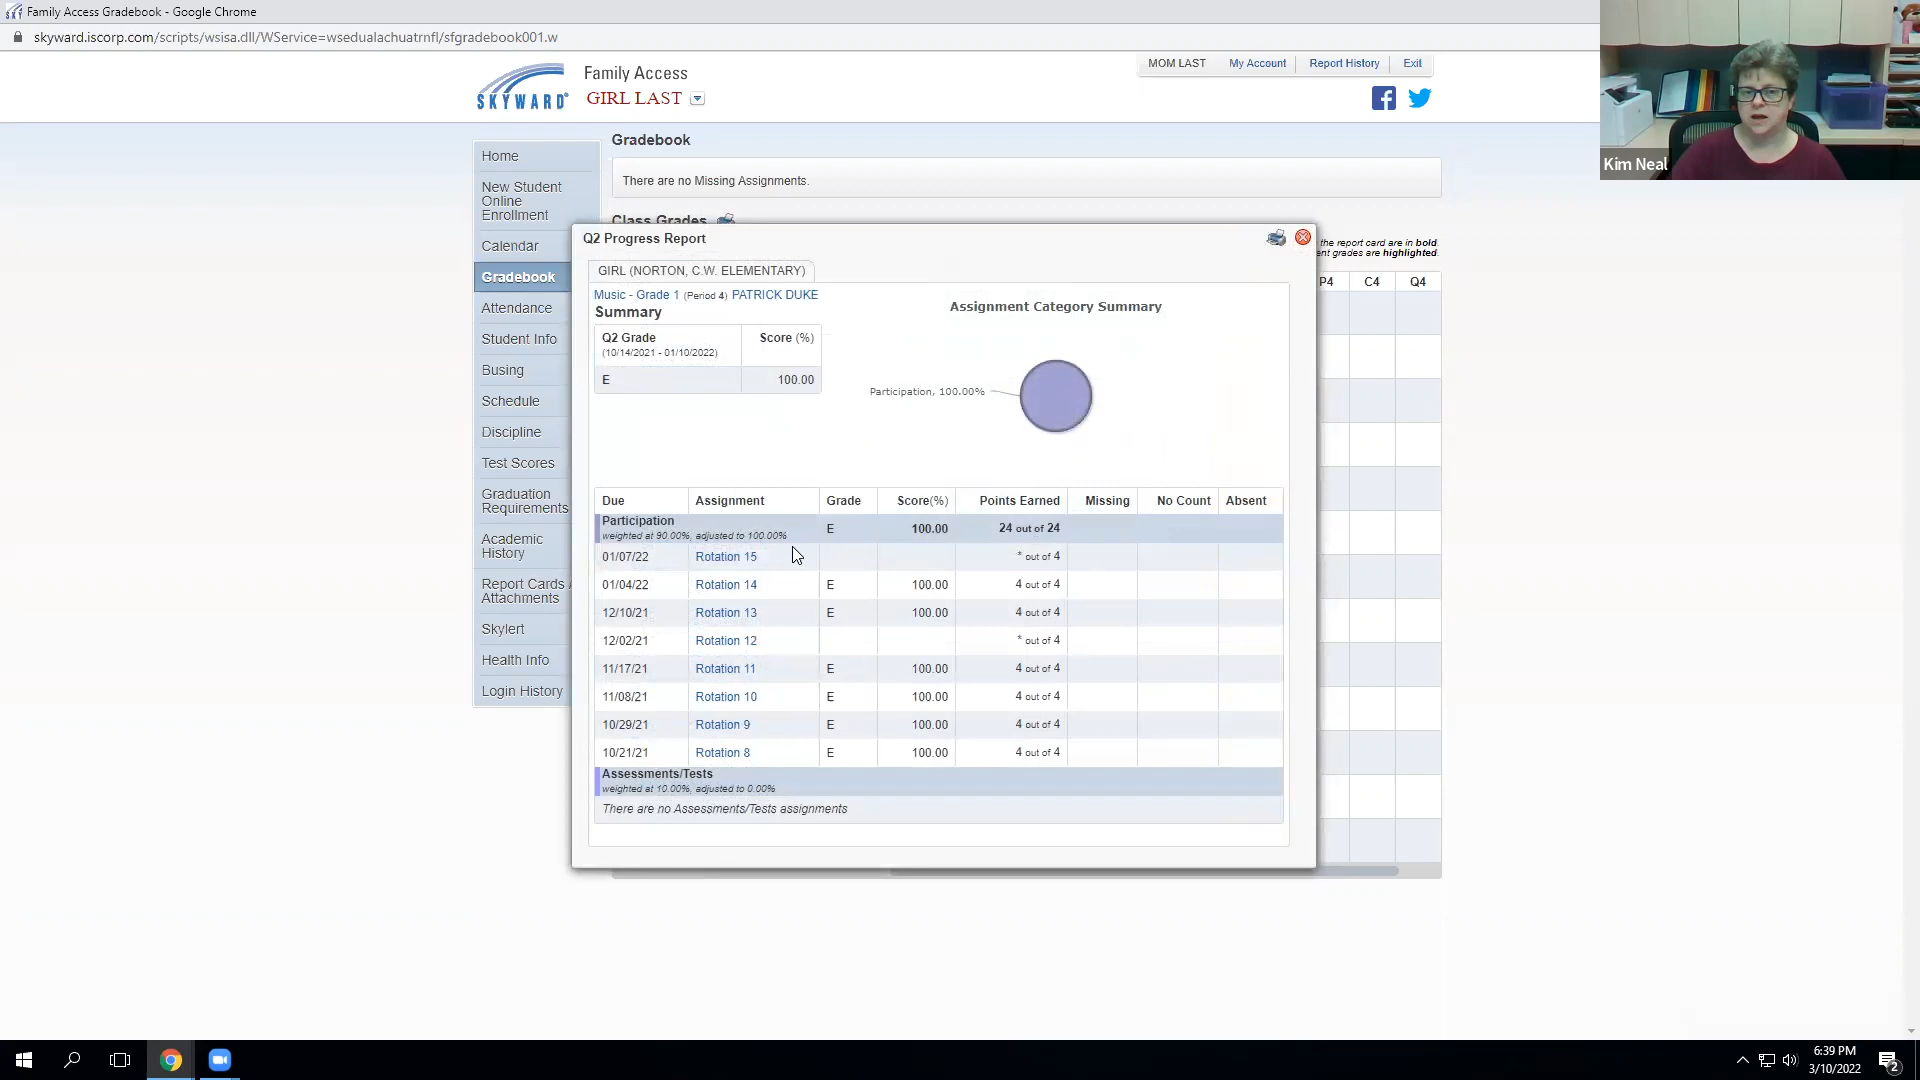 Family Access Gradebook - Google Chrome
skyward.iscorp.com/scripts/wsisa.dll/WService=wsedualachuatrnfl/sfgradebook001.w
SKYWARD
Family Access
GIRL LAST
MOM LAST My Account Report History Exit
Kim Neal
Home
New Student
Online
Enrollment
Calendar
Gradebook
Attendance
Student Info
Busing
Schedule
Discipline
Test Scores
Graduation
Requirements
Academic
History
Report Cards
Attachments
Skylert
Health Info
Login History
Gradebook
There are no Missing Assignments.
Class Grades
the report card are in bold.
grades are highlighted.
P4 C4 Q4
Q2 Progress Report
GIRL (NORTON, C.W. ELEMENTARY)
Music - Grade 1 (Period 4) PATRICK DUKE
Summary
Q2 Grade Score (%)
(10/14/2021 - 01/10/2022)
E 100.00
Assignment Category Summary
Participation, 100.00%
Due Assignment Grade Score(%) Points Earned Missing No Count Absent
Participation E 100.00 24 out of 24
weighted at 90.00%, adjusted to 100.00%
01/07/22 Rotation 15 * out of 4
01/04/22 Rotation 14 E 100.00 4 out of 4
12/10/21 Rotation 13 E 100.00 4 out of 4
12/02/21 Rotation 12 * out of 4
11/17/21 Rotation 11 E 100.00 4 out of 4
11/08/21 Rotation 10 E 100.00 4 out of 4
10/29/21 Rotation 9 E 100.00 4 out of 4
10/21/21 Rotation 8 E 100.00 4 out of 4
Assessments/Tests
weighted at 10.00%, adjusted to 0.00%
There are no Assessments/Tests assignments
6:39 PM
3/10/2022
2